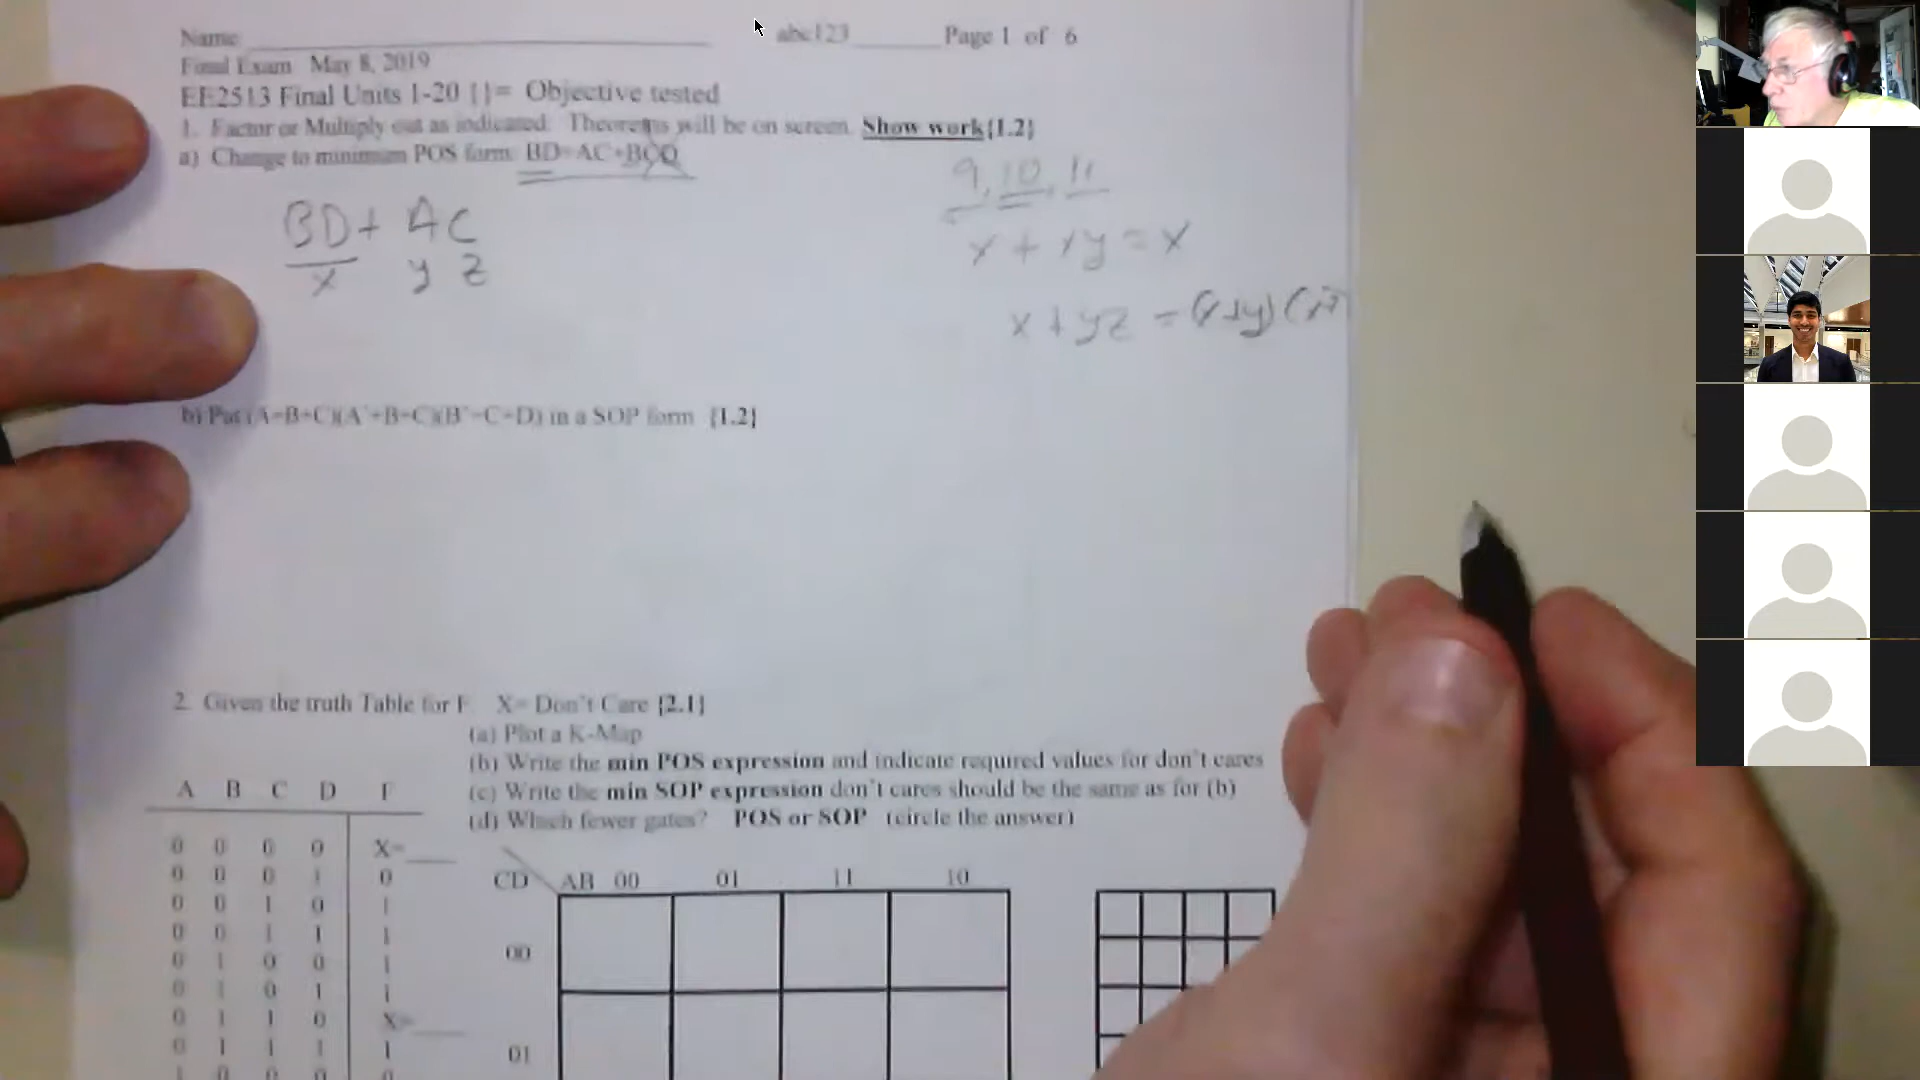 Name abc123 Page 1 of 6
Final Exam May 8, 2019
EE2513 Final Units 1-20 {}= Objective tested
1. Factor or Multiply out as indicated. Theorems will be on screen. Show work{1.2}
a) Change to minimum POS form: BD+AC+BCD
9, 10, 11
BD + AC
x y z
x + xy = x
x + yz = (x+y)(x+z)
b) Put (A+B+C)(A'+B+C)(B'+C+D) in a SOP form {1.2}
2. Given the truth Table for F X= Don't Care {2.1}
(a) Plot a K-Map
(b) Write the min POS expression and indicate required values for don't cares
(c) Write the min SOP expression don't cares should be the same as for (b)
(d) Which fewer gates? POS or SOP (circle the answer)
A B C D F
0 0 0 0 X=
0 0 0 1 0
0 0 1 0 1
0 0 1 1 1
0 1 0 0 1
0 1 0 1 1
0 1 1 0 X=
0 1 1 1 1
1 0 0 0 0
CD AB 00 01 11 10
00
01